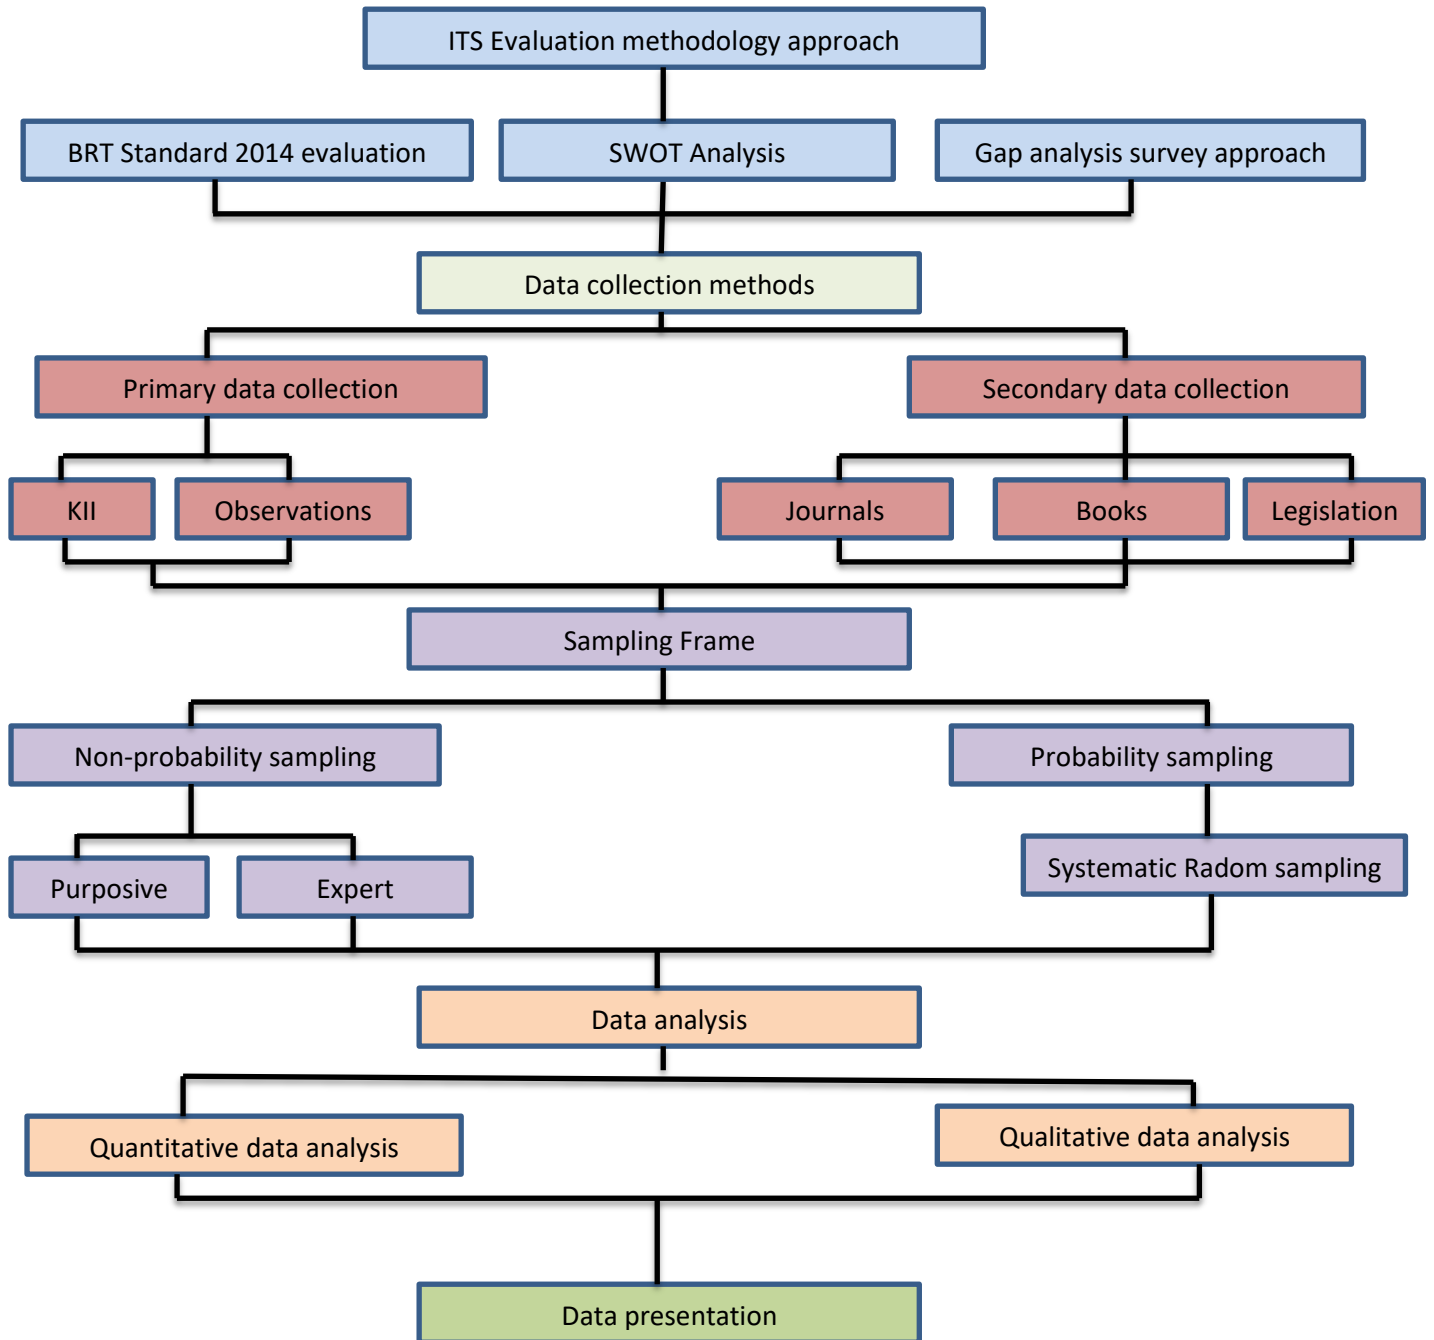 ITS Evaluation methodology approach
BRT Standard 2014 evaluation
SWOT Analysis
Gap analysis survey approach
Data collection methods
Primary data collection
Secondary data collection
KII
Observations
Journals
Books
Legislation
Sampling Frame
Non-probability sampling
Probability sampling
Purposive
Expert
Systematic Radom sampling
Data analysis
Quantitative data analysis
Qualitative data analysis
Data presentation